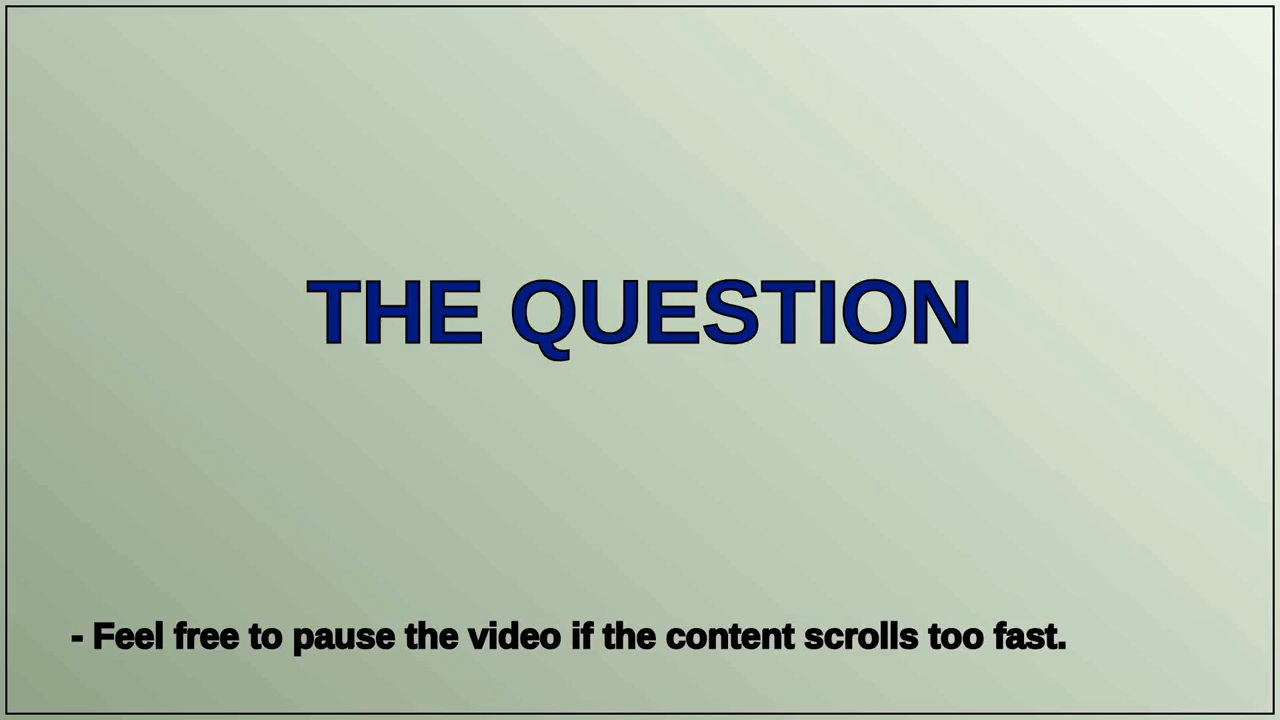 THE QUESTION
- Feel free to pause the video if the content scrolls too fast.